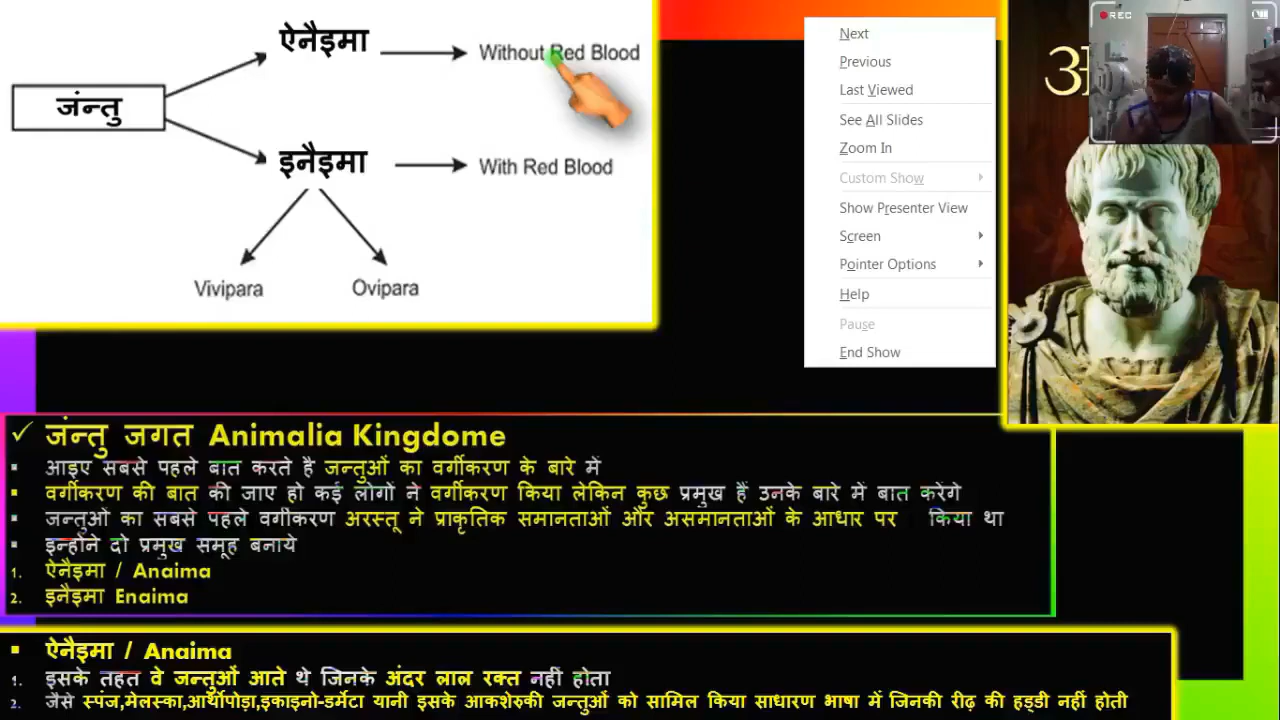 ऐनैइमा
Without Red Blood
जंन्तु
इनैइमा
With Red Blood
Vivipara
Ovipara
Next
Previous
Last Viewed
See All Slides
Zoom In
Custom Show
Show Presenter View
Screen
Pointer Options
Help
Pause
End Show
REC
✓ जंन्तु जगत Animalia Kingdome
▪ आइए सबसे पहले बात करते है जन्तुओं का वर्गीकरण के बारे में
▪ वर्गीकरण की बात की जाए हो कई लोगों ने वर्गीकरण किया लेकिन कुछ प्रमुख हैं उनके बारे में बात करेंगे
▪ जन्तुओं का सबसे पहले वर्गीकरण अरस्तू ने प्राकृतिक समानताओं और असमानताओं के आधार पर किया था
▪ इन्होने दो प्रमुख समूह बनाये
1. ऐनैइमा / Anaima
2. इनैइमा Enaima
▪ ऐनैइमा / Anaima
1. इसके तहत वे जन्तुओं आते थे जिनके अंदर लाल रक्त नहीं होता
2. जैसे स्पंज,मेलस्का,आर्थोपोड़ा,इकाइनो-डर्मेटा यानी इसके आकशेरुकी जन्तुओं को सामिल किया साधारण भाषा में जिनकी रीढ़ की हड्डी नहीं होती